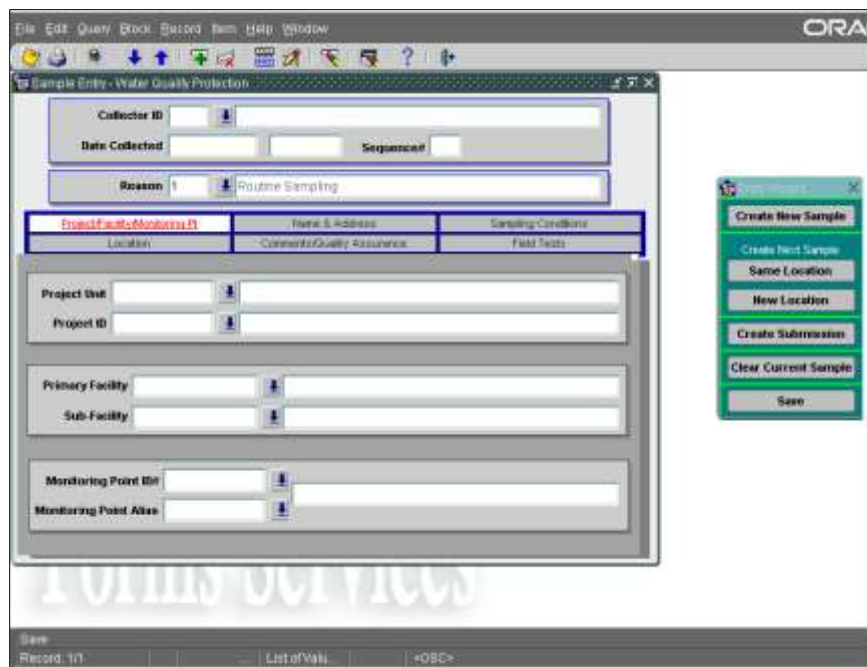 File Edit Query Block Record Item Help Window
ORA
Sample Entry - Water Quality Protection
Collector ID
Date Collected Sequence#
Reason 1 Routine Sampling
Project/Facility/Monitoring Pt Name & Address Sampling Conditions
Location Comments/Quality Assurance Field Tests
Project Unit
Project ID
Primary Facility
Sub-Facility
Monitoring Point ID#
Monitoring Point Alias
Create New Sample
Create Next Sample
Same Location
New Location
Create Submission
Clear Current Sample
Save
Forms Services
Save
Record: 1/1 ... List of Valu... <OSC>